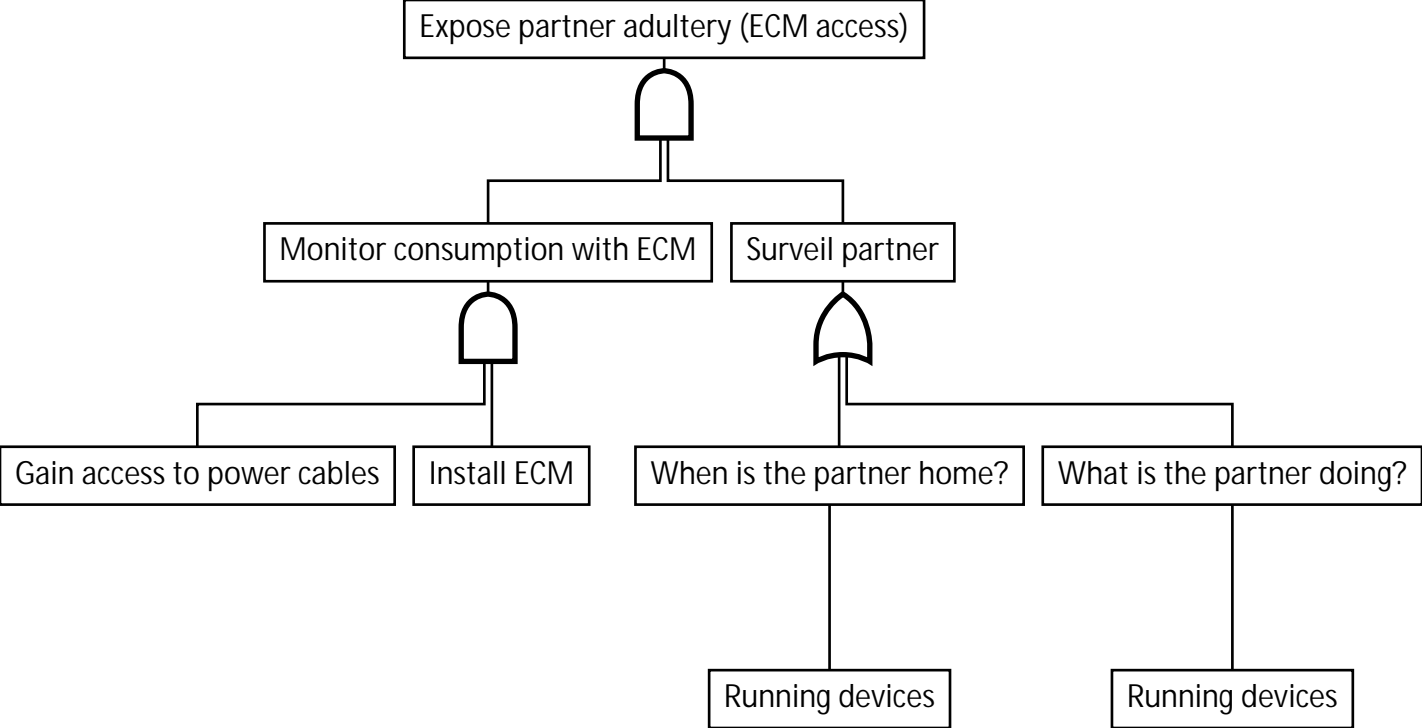 Expose partner adultery (ECM access)
Monitor consumption with ECM
Surveil partner
Gain access to power cables
Install ECM
When is the partner home?
What is the partner doing?
Running devices
Running devices